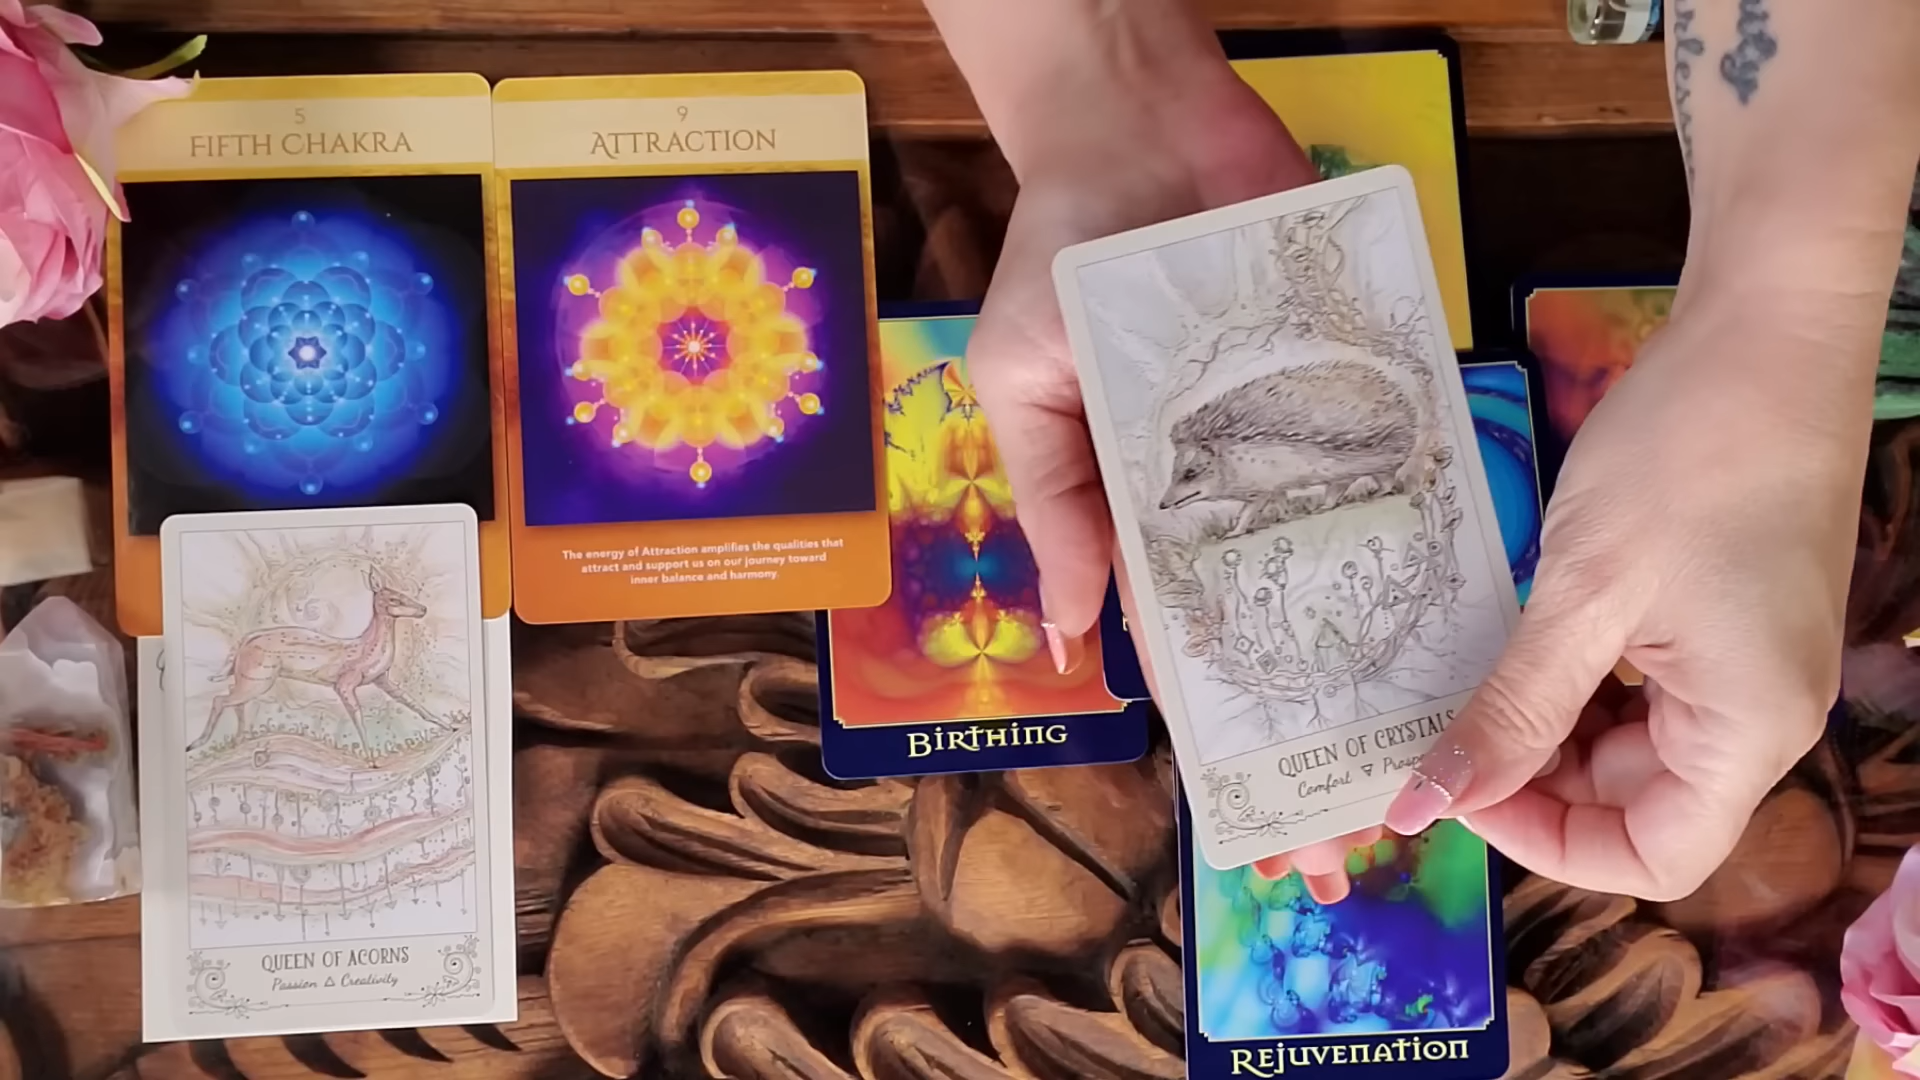 5
FIFTH CHAKRA
9
ATTRACTION
The energy of Attraction amplifies the qualities that
attract and support us on our journey toward
inner balance and harmony.
QUEEN OF ACORNS
Passion △ Creativity
BIRTHING
QUEEN OF CRYSTALS
Comfort ▽
REJUVENATION